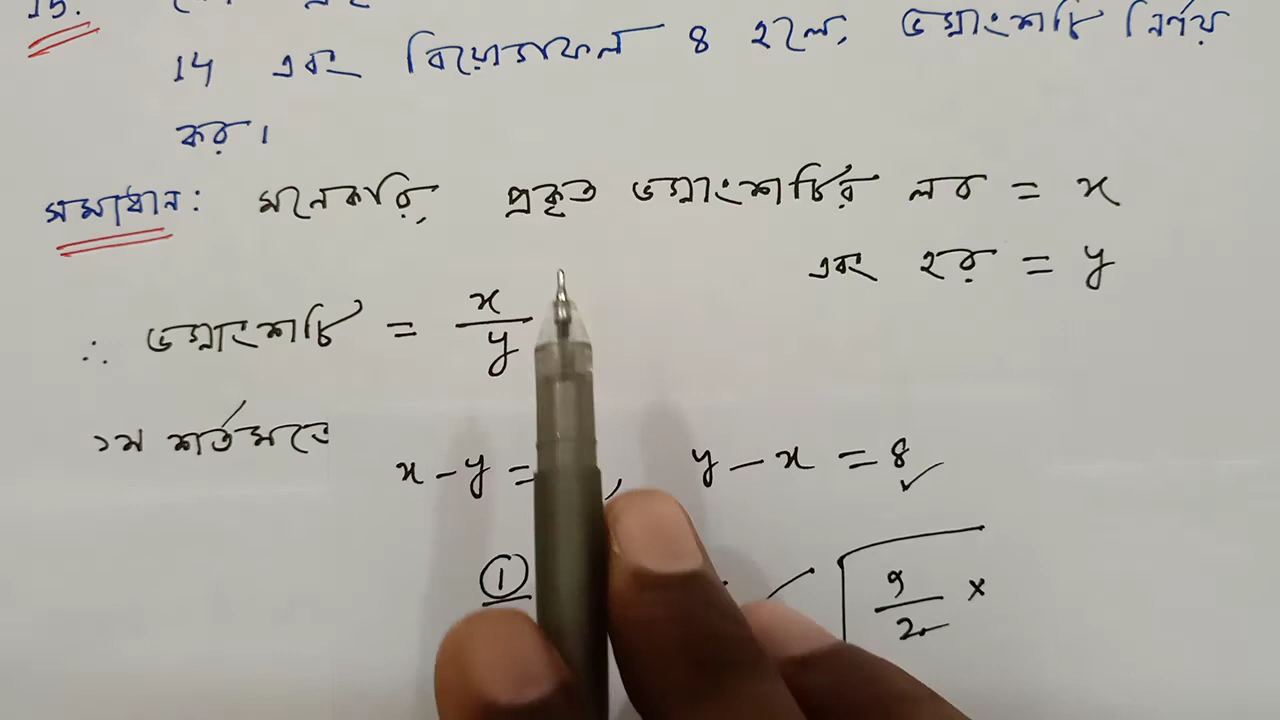 15.
14 এবং বিয়োগফল 8 হলে, ভগ্নাংশটি নির্ণয়
কর।
সমাধান: মনেকরি, প্রকৃত ভগ্নাংশটির লব = x
এবং হর = y
∴ ভগ্নাংশটি = x/y
১ম শর্তমতে
x - y = , y - x = 8 ✓
① 9/2 ×